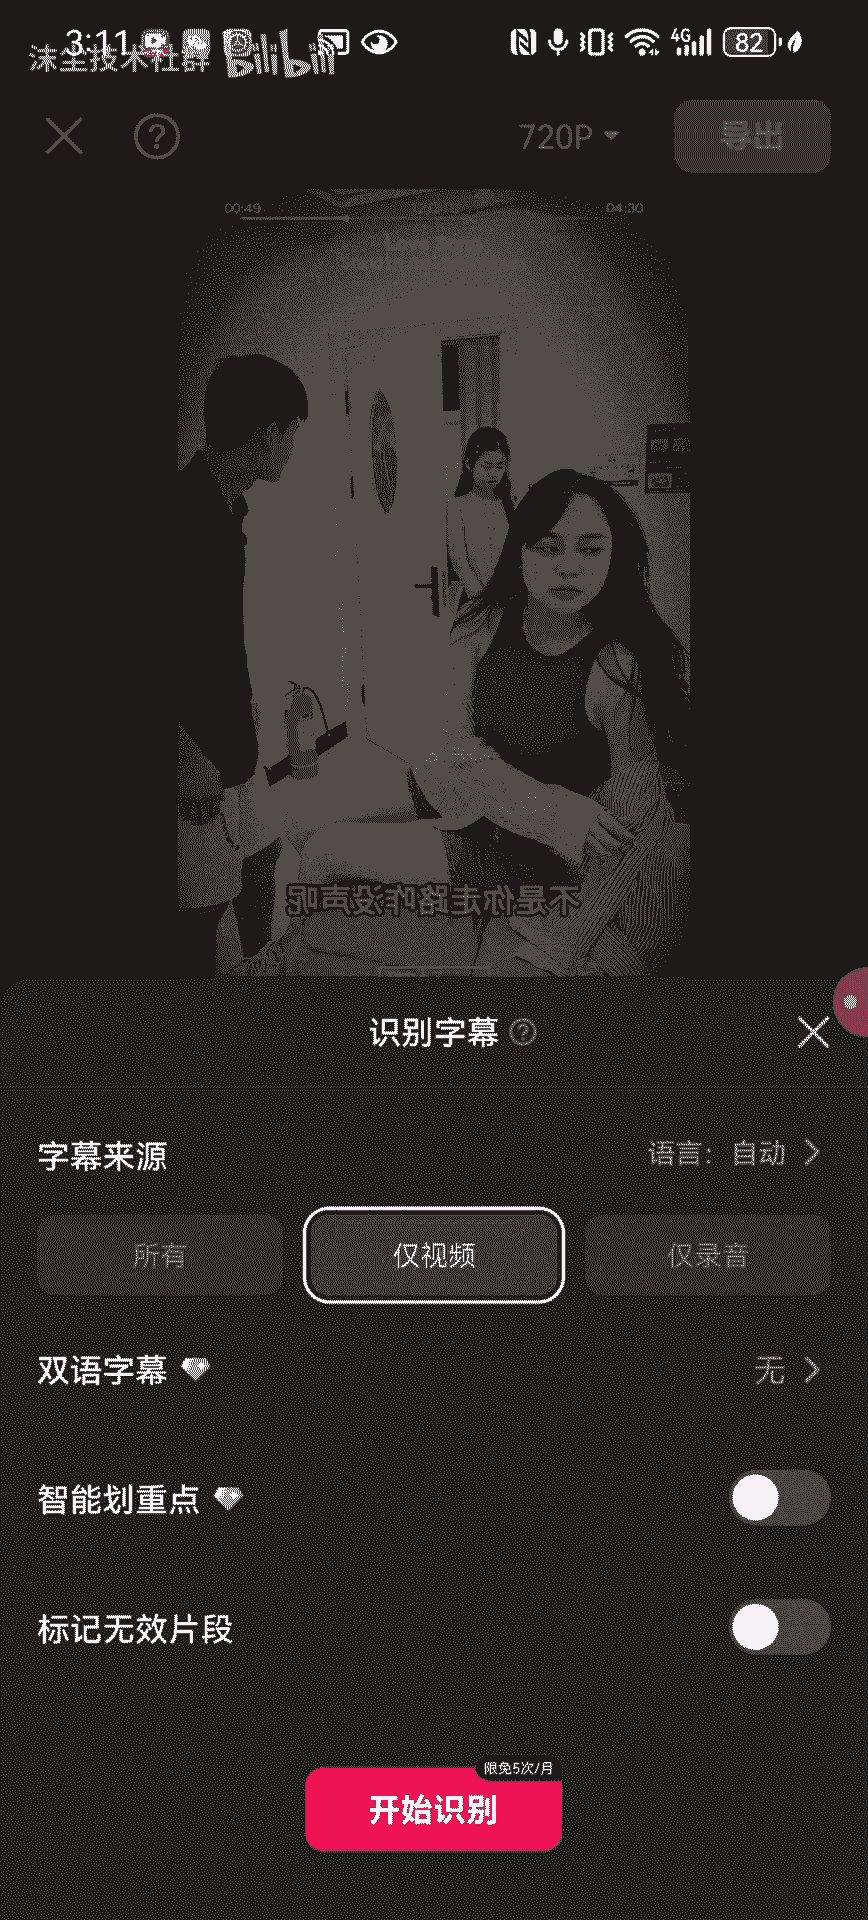 3:11
4G
82
沫尘技术社群 bilibili
720P
导出
00:49
04:30
Love Song
不是你走路咋没声呢
识别字幕
字幕来源
语言：自动
所有
仅视频
仅录音
双语字幕
无
智能划重点
标记无效片段
限免5次/月
开始识别